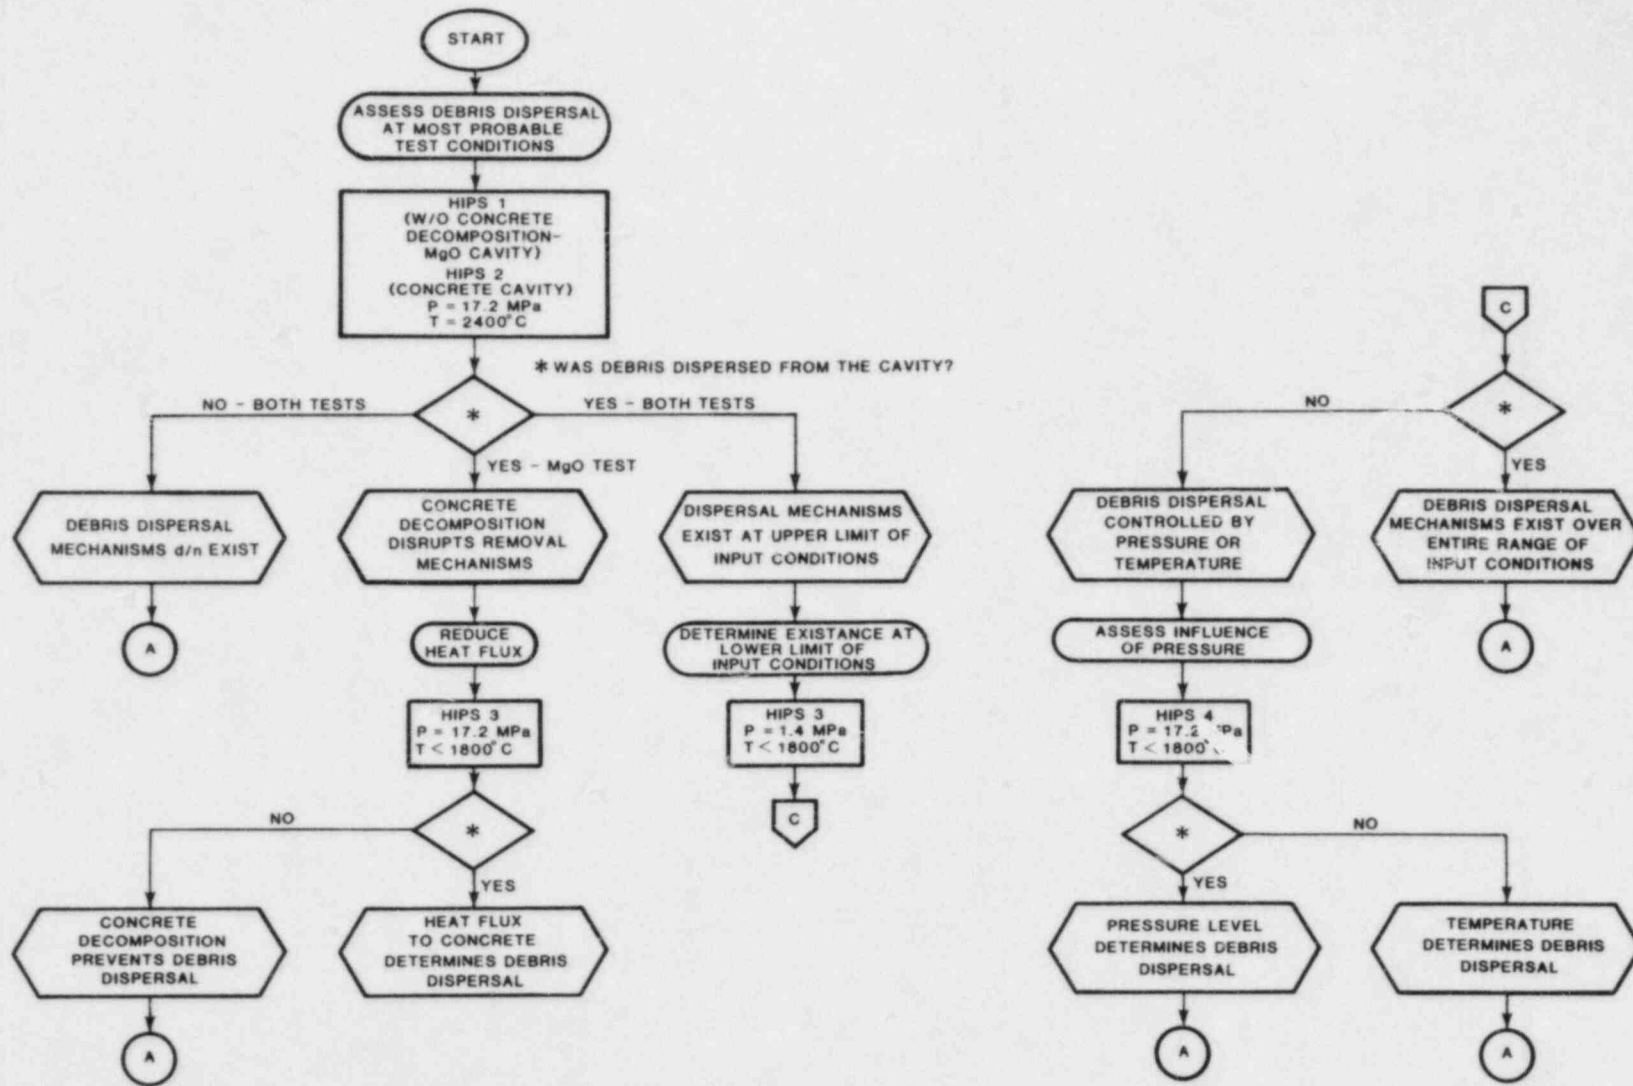 START
ASSESS DEBRIS DISPERSAL
AT MOST PROBABLE
TEST CONDITIONS
HIPS 1
(W/O CONCRETE
DECOMPOSITION-
MgO CAVITY)
HIPS 2
(CONCRETE CAVITY)
P = 17.2 MPa
T = 2400°C
* WAS DEBRIS DISPERSED FROM THE CAVITY?
*
NO - BOTH TESTS
YES - BOTH TESTS
YES - MgO TEST
DEBRIS DISPERSAL
MECHANISMS d/n EXIST
A
CONCRETE
DECOMPOSITION
DISRUPTS REMOVAL
MECHANISMS
REDUCE
HEAT FLUX
HIPS 3
P = 17.2 MPa
T < 1800°C
*
NO
YES
CONCRETE
DECOMPOSITION
PREVENTS DEBRIS
DISPERSAL
A
HEAT FLUX
TO CONCRETE
DETERMINES DEBRIS
DISPERSAL
DISPERSAL MECHANISMS
EXIST AT UPPER LIMIT OF
INPUT CONDITIONS
DETERMINE EXISTANCE AT
LOWER LIMIT OF
INPUT CONDITIONS
HIPS 3
P = 1.4 MPa
T < 1800°C
C
C
*
NO
YES
DEBRIS DISPERSAL
CONTROLLED BY
PRESSURE OR
TEMPERATURE
ASSESS INFLUENCE
OF PRESSURE
HIPS 4
P = 17.2
T < 1800°
*
NO
YES
PRESSURE LEVEL
DETERMINES DEBRIS
DISPERSAL
A
TEMPERATURE
DETERMINES DEBRIS
DISPERSAL
A
DEBRIS DISPERSAL
MECHANISMS EXIST OVER
ENTIRE RANGE OF
INPUT CONDITIONS
A